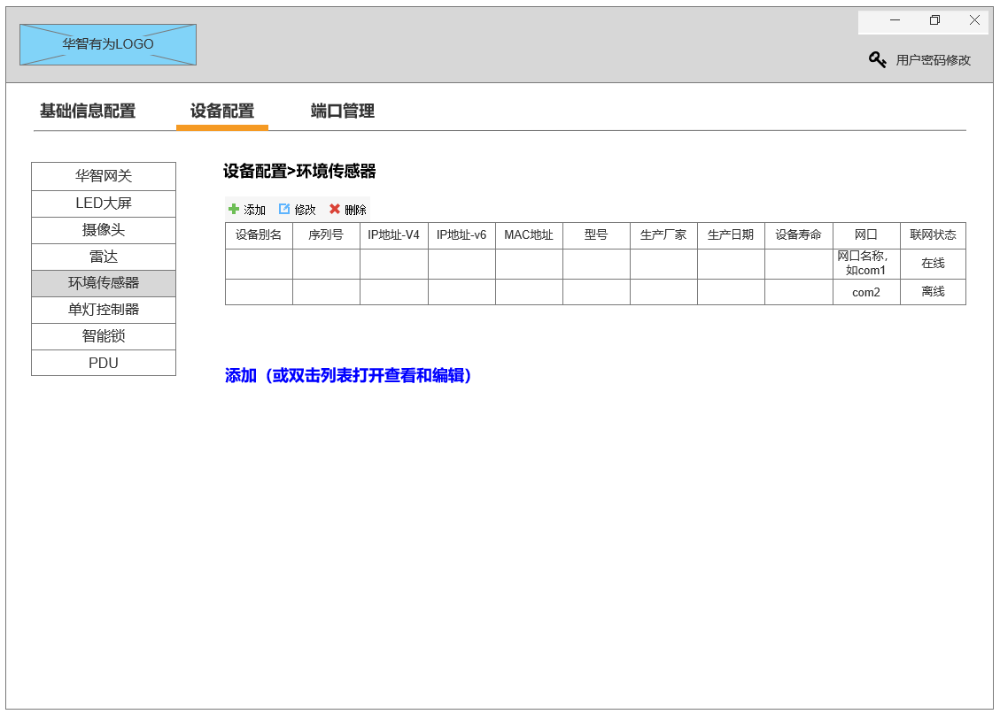 华智有为LOGO
用户密码修改
基础信息配置 设备配置 端口管理
华智网关
LED大屏
摄像头
雷达
环境传感器
单灯控制器
智能锁
PDU
设备配置>环境传感器
添加 修改 删除
设备别名 序列号 IP地址-V4 IP地址-v6 MAC地址 型号 生产厂家 生产日期 设备寿命 网口 联网状态
网口名称，
如com1
在线
com2 离线
添加（或双击列表打开查看和编辑）